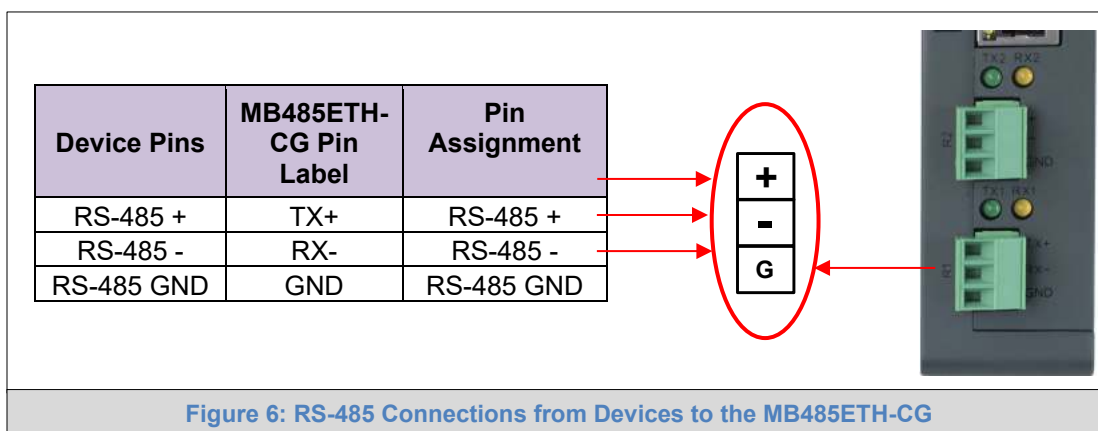 Device Pins
MB485ETH-
CG Pin
Label
Pin
Assignment
RS-485 +
TX+
RS-485 +
RS-485 -
RX-
RS-485 -
RS-485 GND
GND
RS-485 GND
+
-
G
TX2 RX2
R2
+
GND
TX1 RX1
R1
TX+
RX-
GND
Figure 6: RS-485 Connections from Devices to the MB485ETH-CG